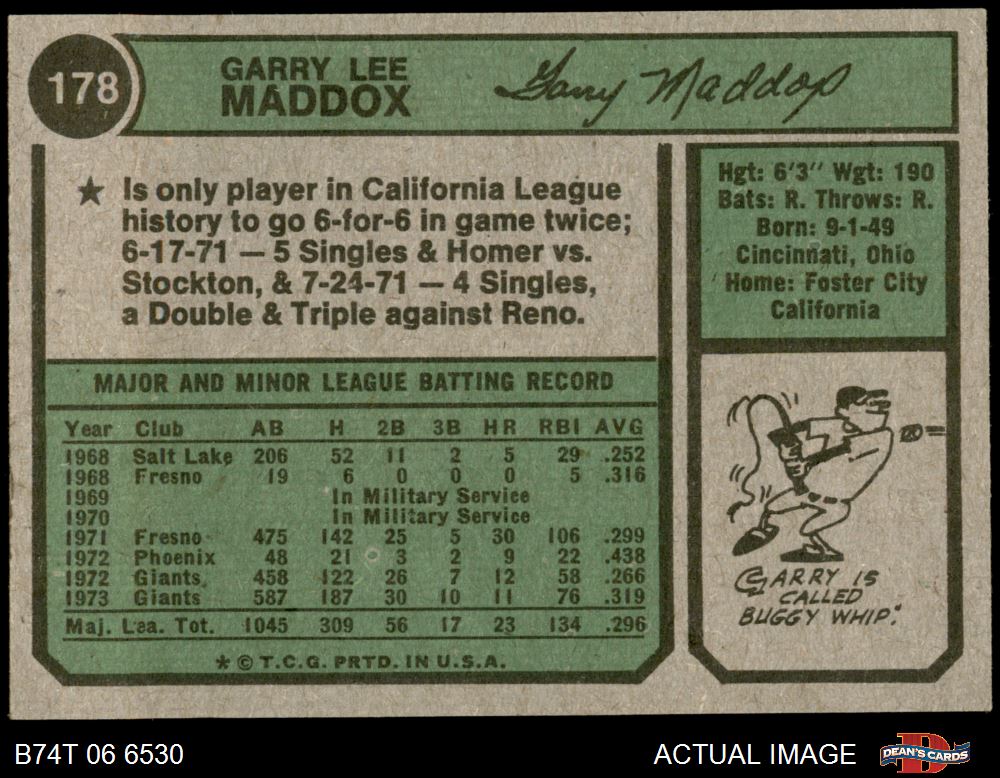 178
GARRY LEE
MADDOX
Garry Maddox
★ Is only player in California League
history to go 6-for-6 in game twice;
6-17-71 — 5 Singles & Homer vs.
Stockton, & 7-24-71 — 4 Singles,
a Double & Triple against Reno.
Hgt: 6'3" Wgt: 190
Bats: R. Throws: R.
Born: 9-1-49
Cincinnati, Ohio
Home: Foster City
California
MAJOR AND MINOR LEAGUE BATTING RECORD
Year Club AB H 2B 3B HR RBI AVG
1968 Salt Lake 206 52 11 2 5 29 .252
1968 Fresno 19 6 0 0 0 5 .316
1969 In Military Service
1970 In Military Service
1971 Fresno 475 142 25 5 30 106 .299
1972 Phoenix 48 21 3 2 9 22 .438
1972 Giants 458 122 26 7 12 58 .266
1973 Giants 587 187 30 10 11 76 .319
Maj. Lea. Tot. 1045 309 56 17 23 134 .296
★ © T.C.G. PRTD. IN U.S.A.
GARRY IS
CALLED
"BUGGY WHIP."
B74T 06 6530
ACTUAL IMAGE
DEAN'S CARDS